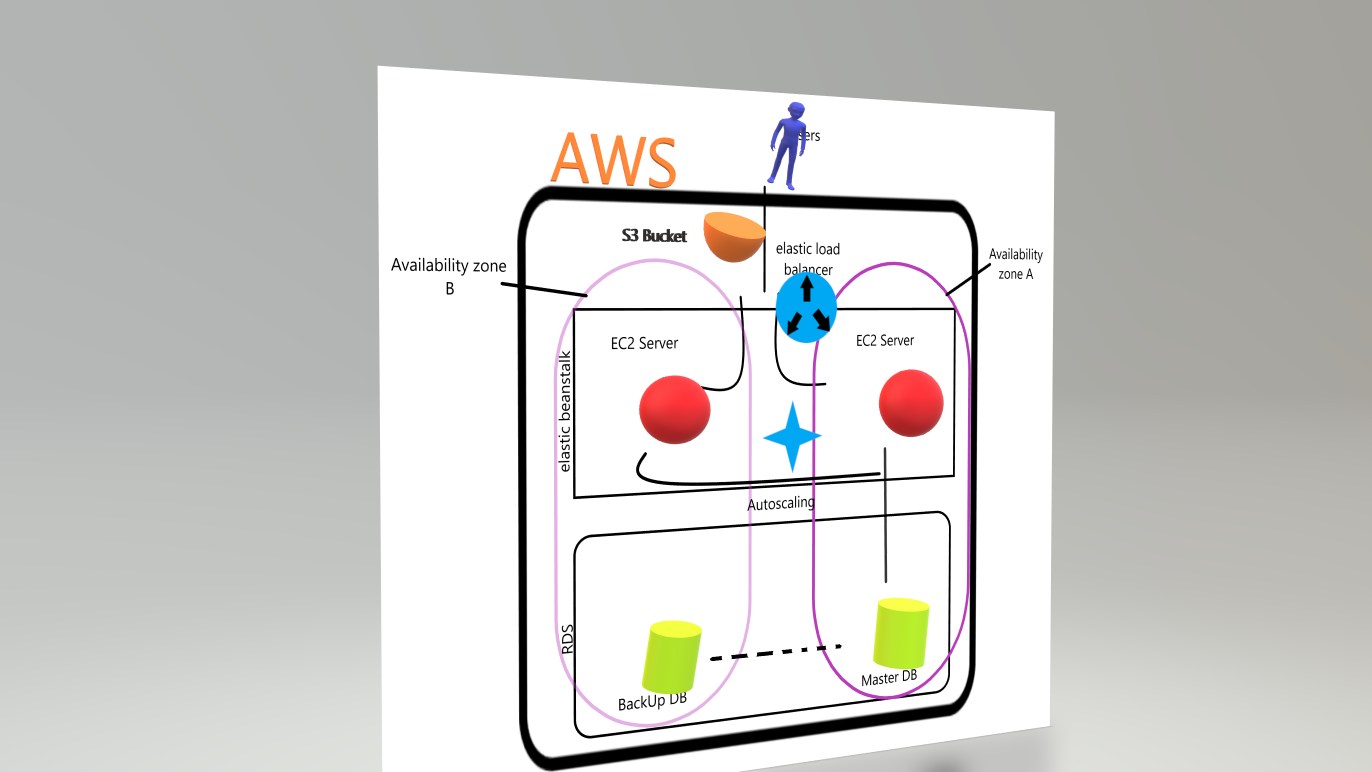 AWS
sers
S3 Bucket
elastic load
balancer
Availability zone
B
Availability
zone A
EC2 Server
EC2 Server
elastic beanstalk
Autoscaling
RDS
BackUp DB
Master DB